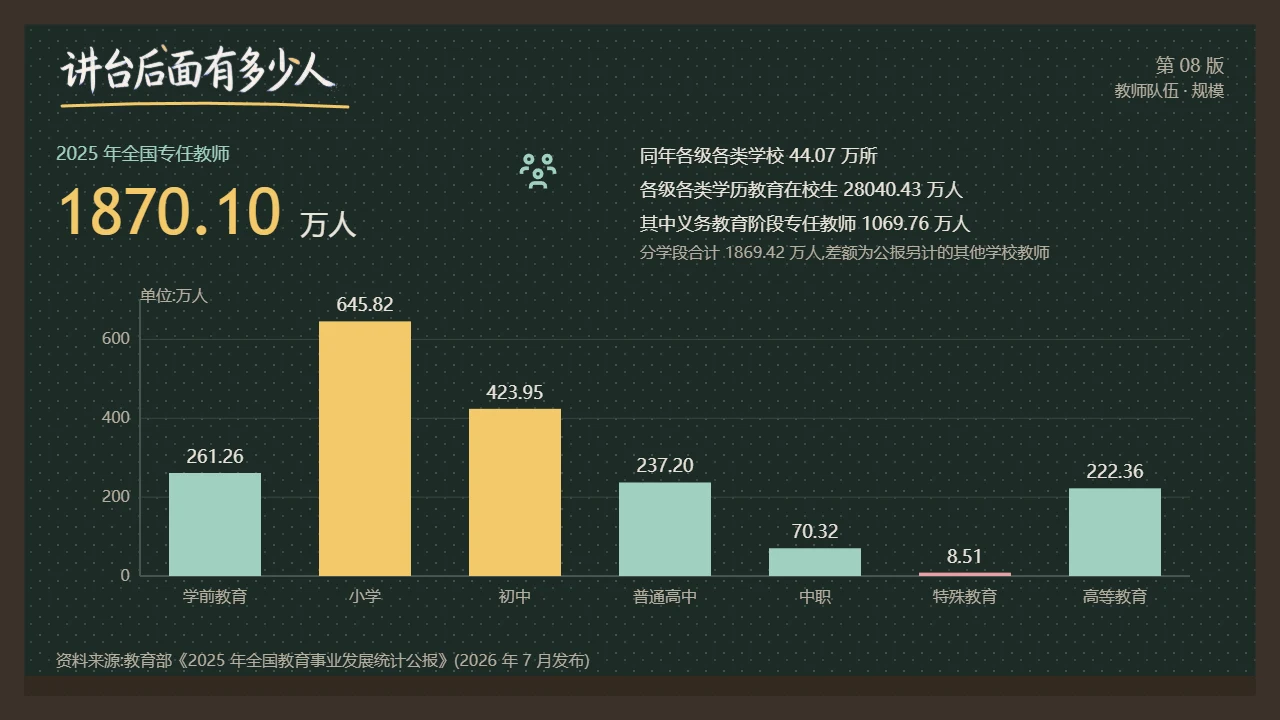 讲台后面有多少人
第 08 版
教师队伍 · 规模
2025 年全国专任教师
1870.10 万人
同年各级各类学校 44.07 万所
各级各类学历教育在校生 28040.43 万人
其中义务教育阶段专任教师 1069.76 万人
分学段合计 1869.42 万人,差额为公报另计的其他学校教师
单位:万人
600
400
200
0
261.26
645.82
423.95
237.20
70.32
8.51
222.36
学前教育
小学
初中
普通高中
中职
特殊教育
高等教育
资料来源:教育部《2025 年全国教育事业发展统计公报》(2026 年 7 月发布)